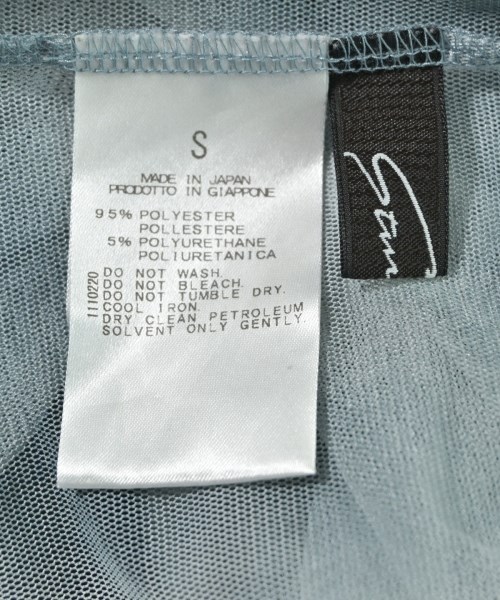 S
MADE IN JAPAN
PRODOTTO IN GIAPPONE
95% POLYESTER
POLLESTERE
5% POLYURETHANE
POLIURETANICA
DO NOT WASH.
DO NOT BLEACH.
DO NOT TUMBLE DRY.
COOL IRON.
DRY CLEAN PETROLEUM
SOLVENT ONLY GENTLY.
1110220